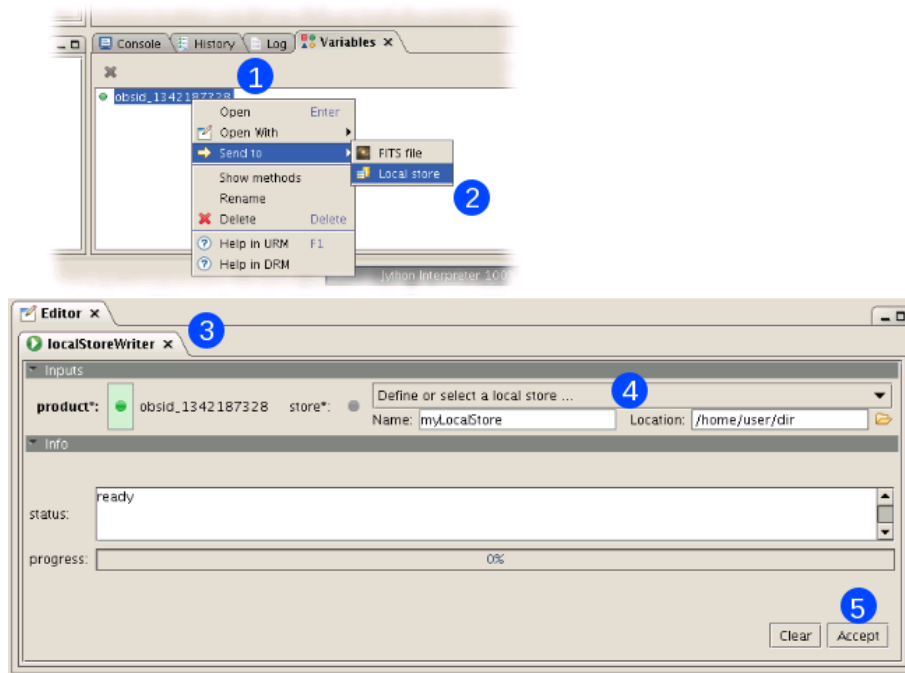 Console History Log Variables ×
1
obsid_1342187328
Open Enter
Open With
Send to FITS file
Show methods Local store
2
Rename
Delete Delete
Help in URM F1
Help in DRM
Jython Interpreter 100
Editor ×
3
localStoreWriter ×
Inputs
Define or select a local store ...
4
product*: obsid_1342187328 store*:
Name: myLocalStore Location: /home/user/dir
Info
ready
status:
progress: 0%
5
Clear Accept